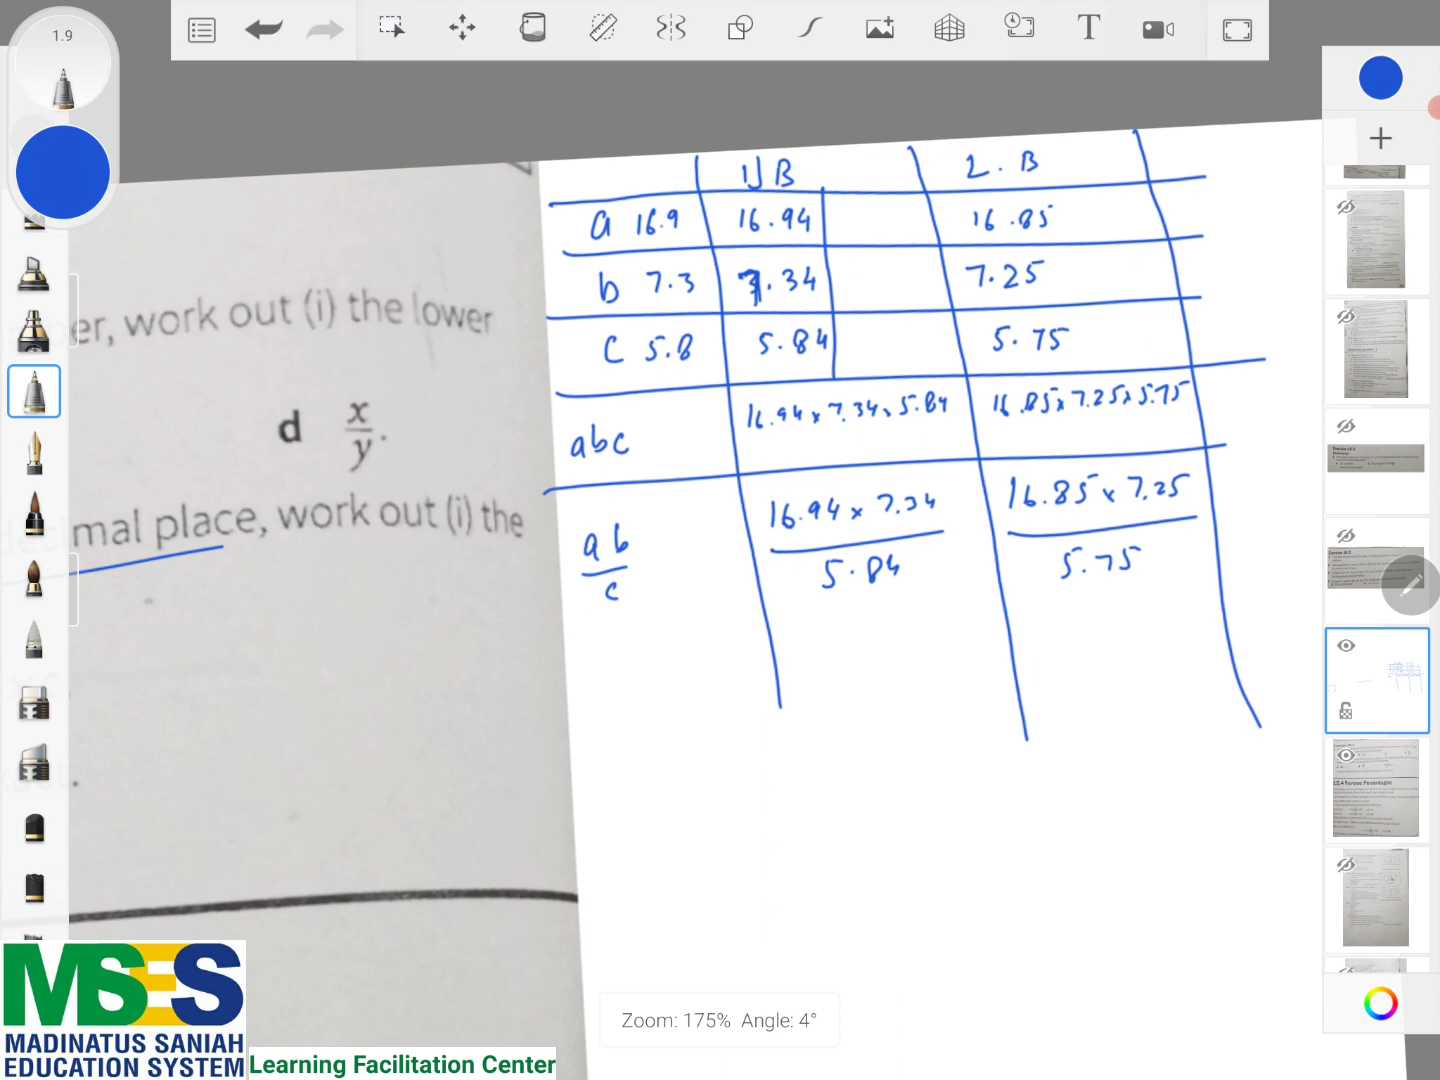 1.9
er, work out (i) the lower
d x/y.
mal place, work out (i) the
1) B 2. B
a 16.9 16.94 16.85
b 7.3 7.34 7.25
c 5.8 5.84 5.75
abc 16.94 x 7.34 x 5.84 16.85 x 7.25 x 5.75
ab/c 16.94 x 7.34 / 5.84 16.85 x 7.25 / 5.75
Zoom: 175% Angle: 4°
MSES
MADINATUS SANIAH
EDUCATION SYSTEM
Learning Facilitation Center
T